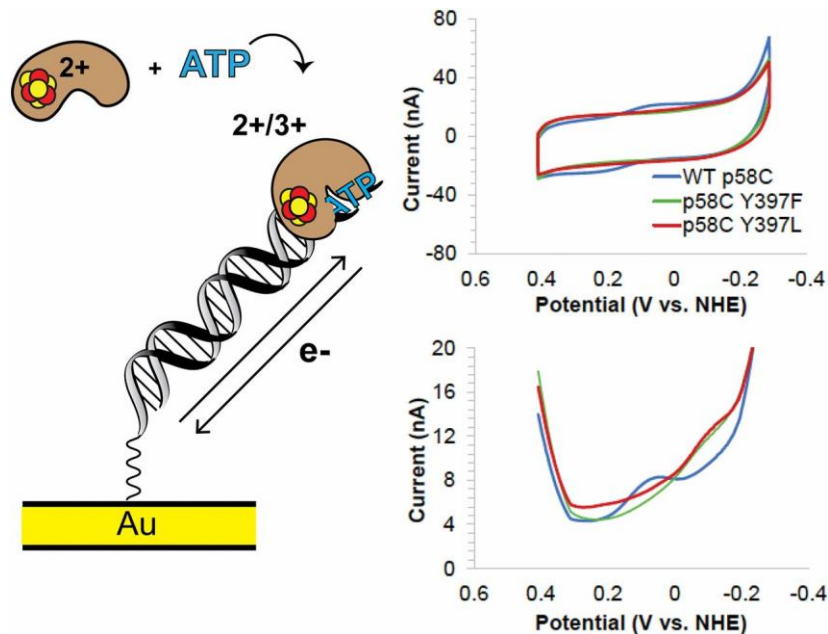 2+
+ ATP
2+/3+
ATP
e-
Au
80
40
0
-40
-80
Current (nA)
WT p58C
p58C Y397F
p58C Y397L
0.6 0.4 0.2 0 -0.2 -0.4
Potential (V vs. NHE)
20
16
12
8
4
0
Current (nA)
0.6 0.4 0.2 0 -0.2 -0.4
Potential (V vs. NHE)